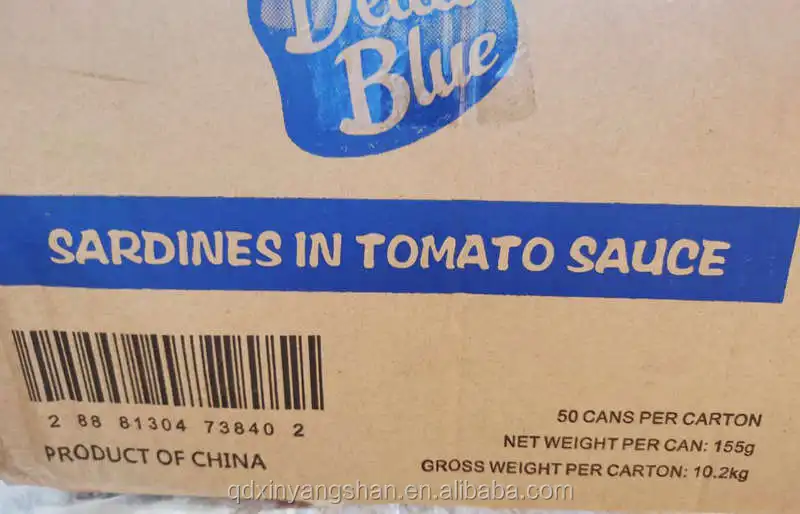 Blue
SARDINES IN TOMATO SAUCE
2 88 81304 73840 2
PRODUCT OF CHINA
50 CANS PER CARTON
NET WEIGHT PER CAN: 155g
GROSS WEIGHT PER CARTON: 10.2kg
qdxinyangshan.en.alibaba.com